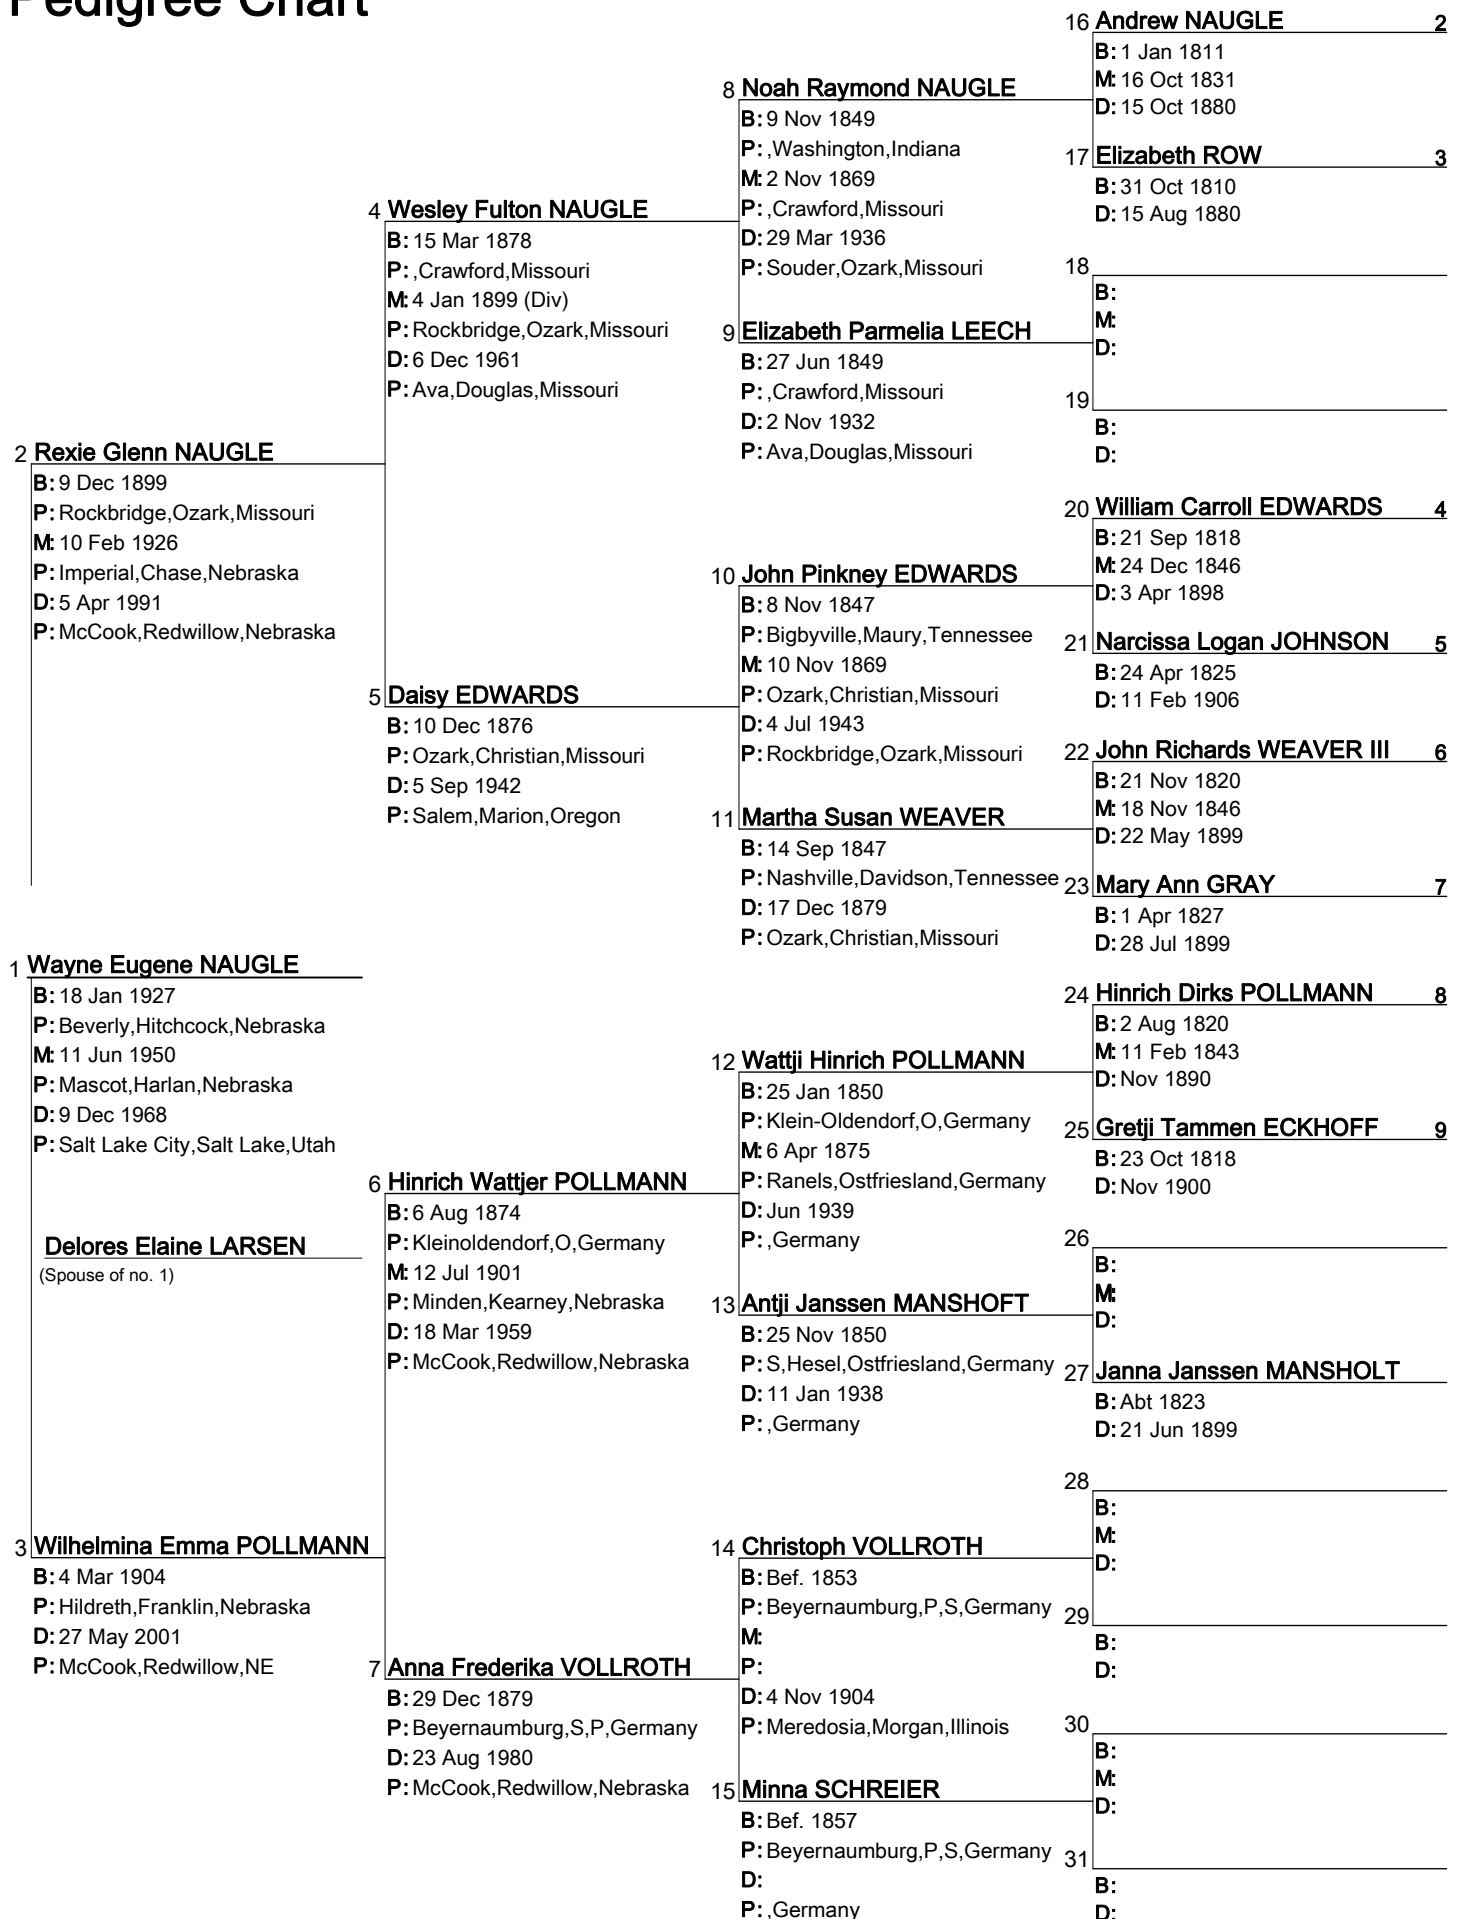 Pedigree Chart
16 Andrew NAUGLE 2
B: 1 Jan 1811
M: 16 Oct 1831
D: 15 Oct 1880
8 Noah Raymond NAUGLE
B: 9 Nov 1849
P: ,Washington,Indiana
M: 2 Nov 1869
P: ,Crawford,Missouri
D: 29 Mar 1936
P: Souder,Ozark,Missouri
17 Elizabeth ROW 3
B: 31 Oct 1810
D: 15 Aug 1880
4 Wesley Fulton NAUGLE
B: 15 Mar 1878
P: ,Crawford,Missouri
M: 4 Jan 1899 (Div)
P: Rockbridge,Ozark,Missouri
D: 6 Dec 1961
P: Ava,Douglas,Missouri
18
B:
M:
D:
9 Elizabeth Parmelia LEECH
B: 27 Jun 1849
P: ,Crawford,Missouri
D: 2 Nov 1932
P: Ava,Douglas,Missouri
19
B:
D:
2 Rexie Glenn NAUGLE
B: 9 Dec 1899
P: Rockbridge,Ozark,Missouri
M: 10 Feb 1926
P: Imperial,Chase,Nebraska
D: 5 Apr 1991
P: McCook,Redwillow,Nebraska
20 William Carroll EDWARDS 4
B: 21 Sep 1818
M: 24 Dec 1846
D: 3 Apr 1898
10 John Pinkney EDWARDS
B: 8 Nov 1847
P: Bigbyville,Maury,Tennessee
M: 10 Nov 1869
P: Ozark,Christian,Missouri
D: 4 Jul 1943
P: Rockbridge,Ozark,Missouri
21 Narcissa Logan JOHNSON 5
B: 24 Apr 1825
D: 11 Feb 1906
5 Daisy EDWARDS
B: 10 Dec 1876
P: Ozark,Christian,Missouri
D: 5 Sep 1942
P: Salem,Marion,Oregon
22 John Richards WEAVER III 6
B: 21 Nov 1820
M: 18 Nov 1846
D: 22 May 1899
11 Martha Susan WEAVER
B: 14 Sep 1847
P: Nashville,Davidson,Tennessee
D: 17 Dec 1879
P: Ozark,Christian,Missouri
23 Mary Ann GRAY 7
B: 1 Apr 1827
D: 28 Jul 1899
1 Wayne Eugene NAUGLE
B: 18 Jan 1927
P: Beverly,Hitchcock,Nebraska
M: 11 Jun 1950
P: Mascot,Harlan,Nebraska
D: 9 Dec 1968
P: Salt Lake City,Salt Lake,Utah
Delores Elaine LARSEN
(Spouse of no. 1)
24 Hinrich Dirks POLLMANN 8
B: 2 Aug 1820
M: 11 Feb 1843
D: Nov 1890
12 Wattji Hinrich POLLMANN
B: 25 Jan 1850
P: Klein-Oldendorf,O,Germany
M: 6 Apr 1875
P: Ranels,Ostfriesland,Germany
D: Jun 1939
P: ,Germany
25 Gretji Tammen ECKHOFF 9
B: 23 Oct 1818
D: Nov 1900
6 Hinrich Wattjer POLLMANN
B: 6 Aug 1874
P: Kleinoldendorf,O,Germany
M: 12 Jul 1901
P: Minden,Kearney,Nebraska
D: 18 Mar 1959
P: McCook,Redwillow,Nebraska
26
B:
M:
D:
13 Antji Janssen MANSHOFT
B: 25 Nov 1850
P: S,Hesel,Ostfriesland,Germany
D: 11 Jan 1938
P: ,Germany
27 Janna Janssen MANSHOLT
B: Abt 1823
D: 21 Jun 1899
3 Wilhelmina Emma POLLMANN
B: 4 Mar 1904
P: Hildreth,Franklin,Nebraska
D: 27 May 2001
P: McCook,Redwillow,NE
28
B:
M:
D:
14 Christoph VOLLROTH
B: Bef. 1853
P: Beyernaumburg,P,S,Germany
M:
P:
D: 4 Nov 1904
P: Meredosia,Morgan,Illinois
29
B:
D:
7 Anna Frederika VOLLROTH
B: 29 Dec 1879
P: Beyernaumburg,S,P,Germany
D: 23 Aug 1980
P: McCook,Redwillow,Nebraska
30
B:
M:
D:
15 Minna SCHREIER
B: Bef. 1857
P: Beyernaumburg,P,S,Germany
D:
P: ,Germany
31
B:
D: